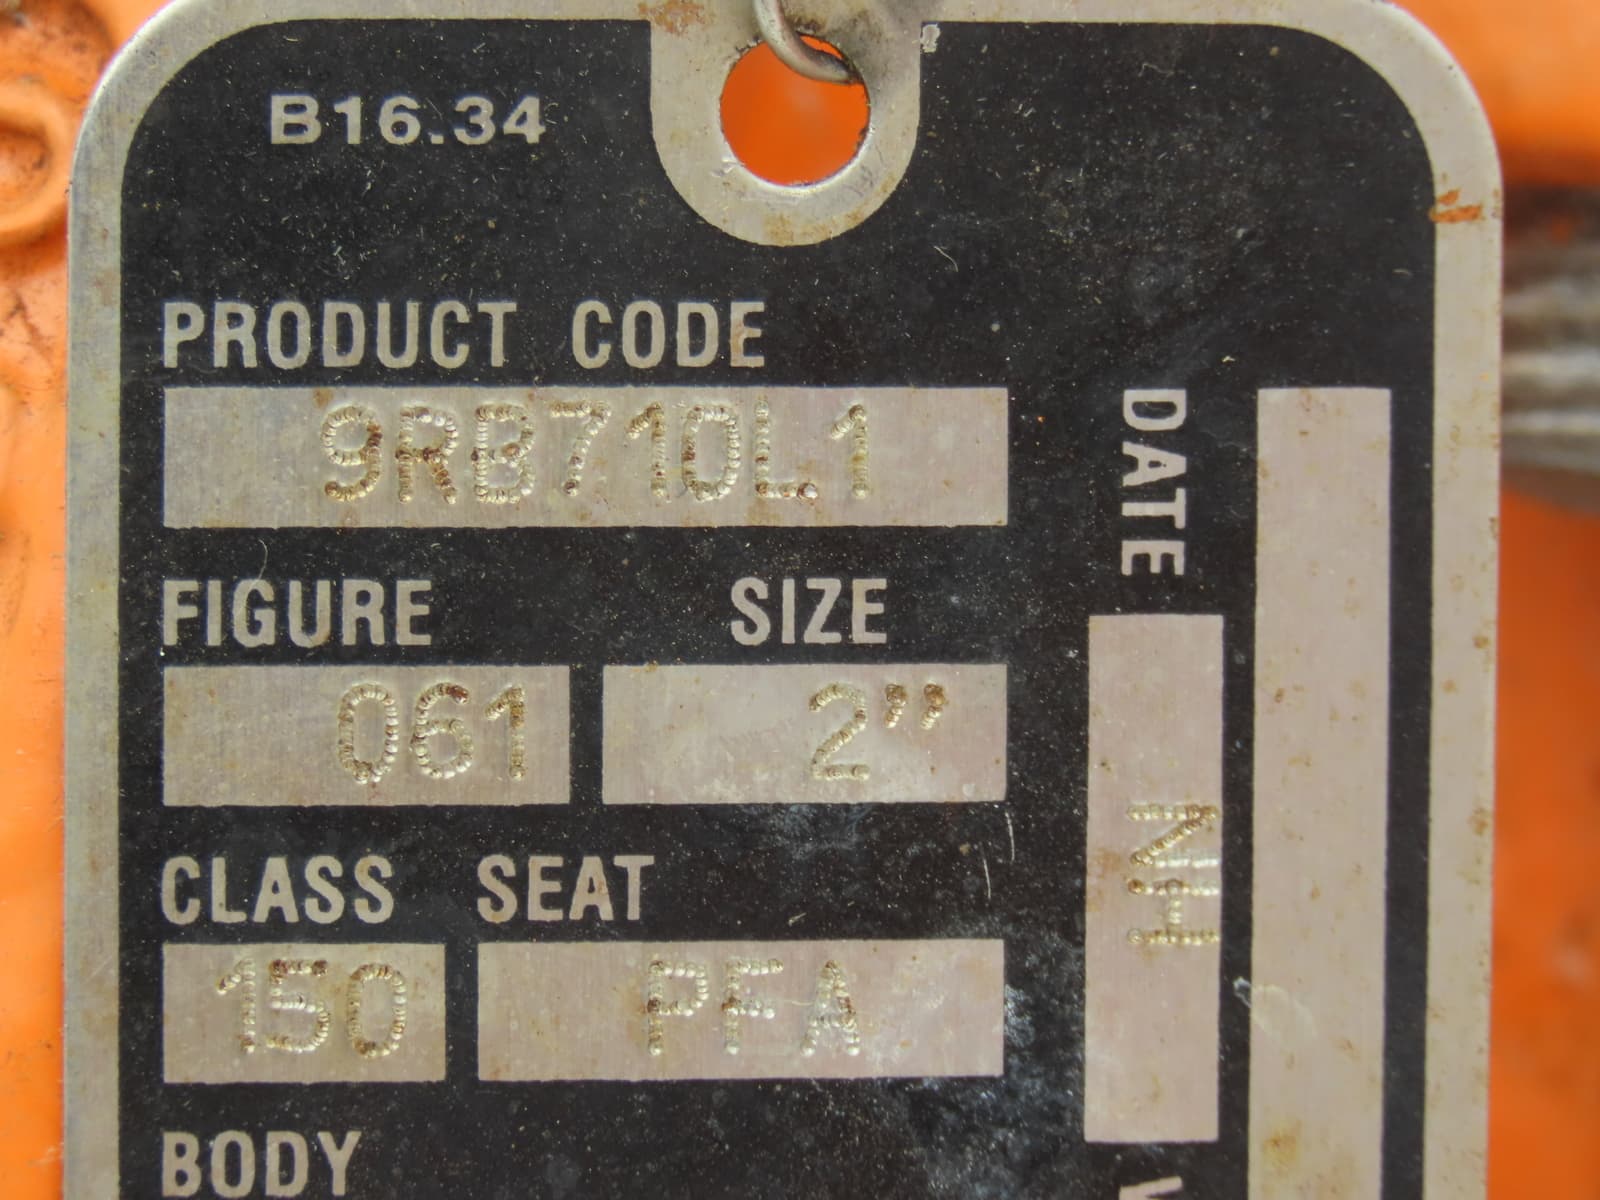 B16.34
PRODUCT CODE
9RB710L1
FIGURE SIZE
061 2”
CLASS SEAT
150 PFA
BODY
DATE
NH